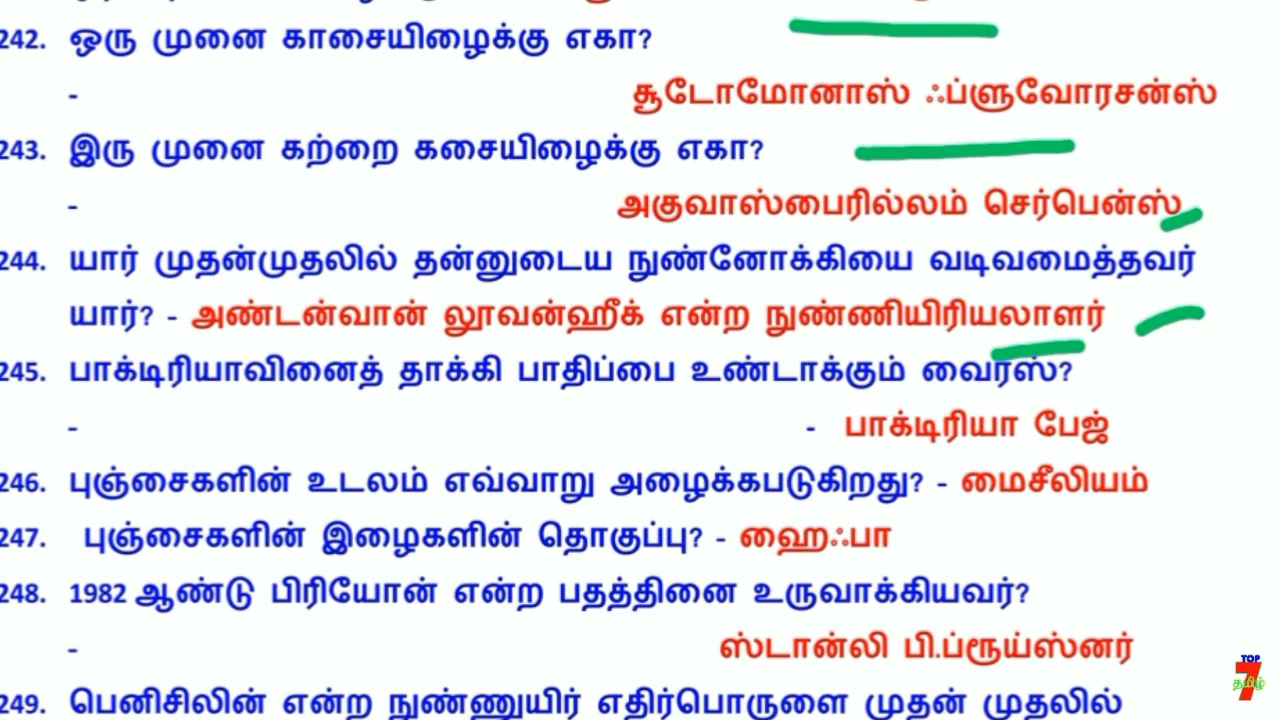 242. ஒரு முனை காசையிழைக்கு எகா?
- சூடோமோனாஸ் ஃப்ளுவோரசன்ஸ்
243. இரு முனை கற்றை கசையிழைக்கு எகா?
- அகுவாஸ்பைரில்லம் செர்பென்ஸ்
244. யார் முதன்முதலில் தன்னுடைய நுண்னோக்கியை வடிவமைத்தவர்
யார்? - அண்டன்வான் லூவன்ஹீக் என்ற நுண்ணியிரியலாளர்
245. பாக்டிரியாவினைத் தாக்கி பாதிப்பை உண்டாக்கும் வைரஸ்?
- - பாக்டிரியா பேஜ்
246. புஞ்சைகளின் உடலம் எவ்வாறு அழைக்கபடுகிறது? - மைசீலியம்
247. புஞ்சைகளின் இழைகளின் தொகுப்பு? - ஹைஃபா
248. 1982 ஆண்டு பிரியோன் என்ற பதத்தினை உருவாக்கியவர்?
- ஸ்டான்லி பி.ப்ரூய்ஸ்னர்
TOP
7
தமிழ்
249. பெனிசிலின் என்ற நுண்ணுயிர் எதிர்பொருளை முதன் முதலில்